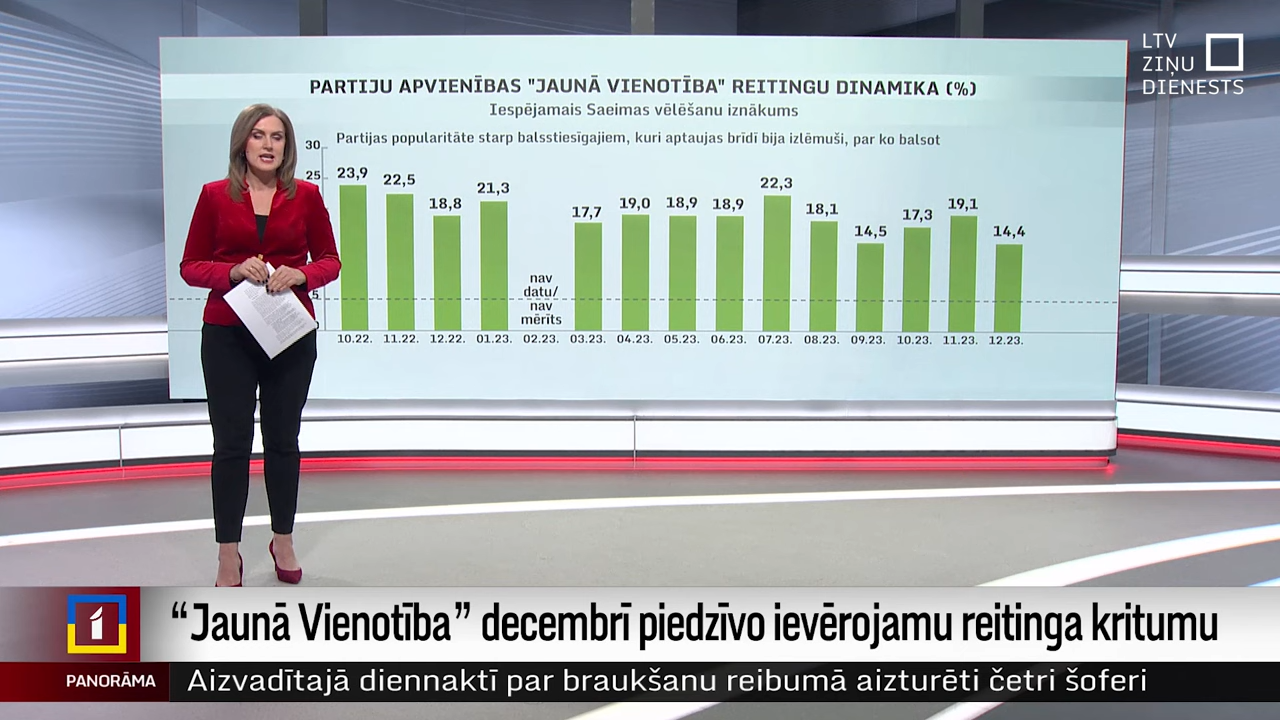 LTV
ZIŅU
DIENESTS
PARTIJU APVIENĪBAS "JAUNĀ VIENOTĪBA" REITINGU DINAMIKA (%)
Iespējamais Saeimas vēlēšanu iznākums
Partijas popularitāte starp balsstiesīgajiem, kuri aptaujas brīdī bija izlēmuši, par ko balsot
30
25
5
23,9
22,5
18,8
21,3
nav
datu/
nav
mērīts
17,7
19,0
18,9
18,9
22,3
18,1
14,5
17,3
19,1
14,4
10.22. 11.22. 12.22. 01.23. 02.23. 03.23. 04.23. 05.23. 06.23. 07.23. 08.23. 09.23. 10.23. 11.23. 12.23.
1
“Jaunā Vienotība” decembrī piedzīvo ievērojamu reitinga kritumu
PANORĀMA
Aizvadītajā diennaktī par braukšanu reibumā aizturēti četri šoferi